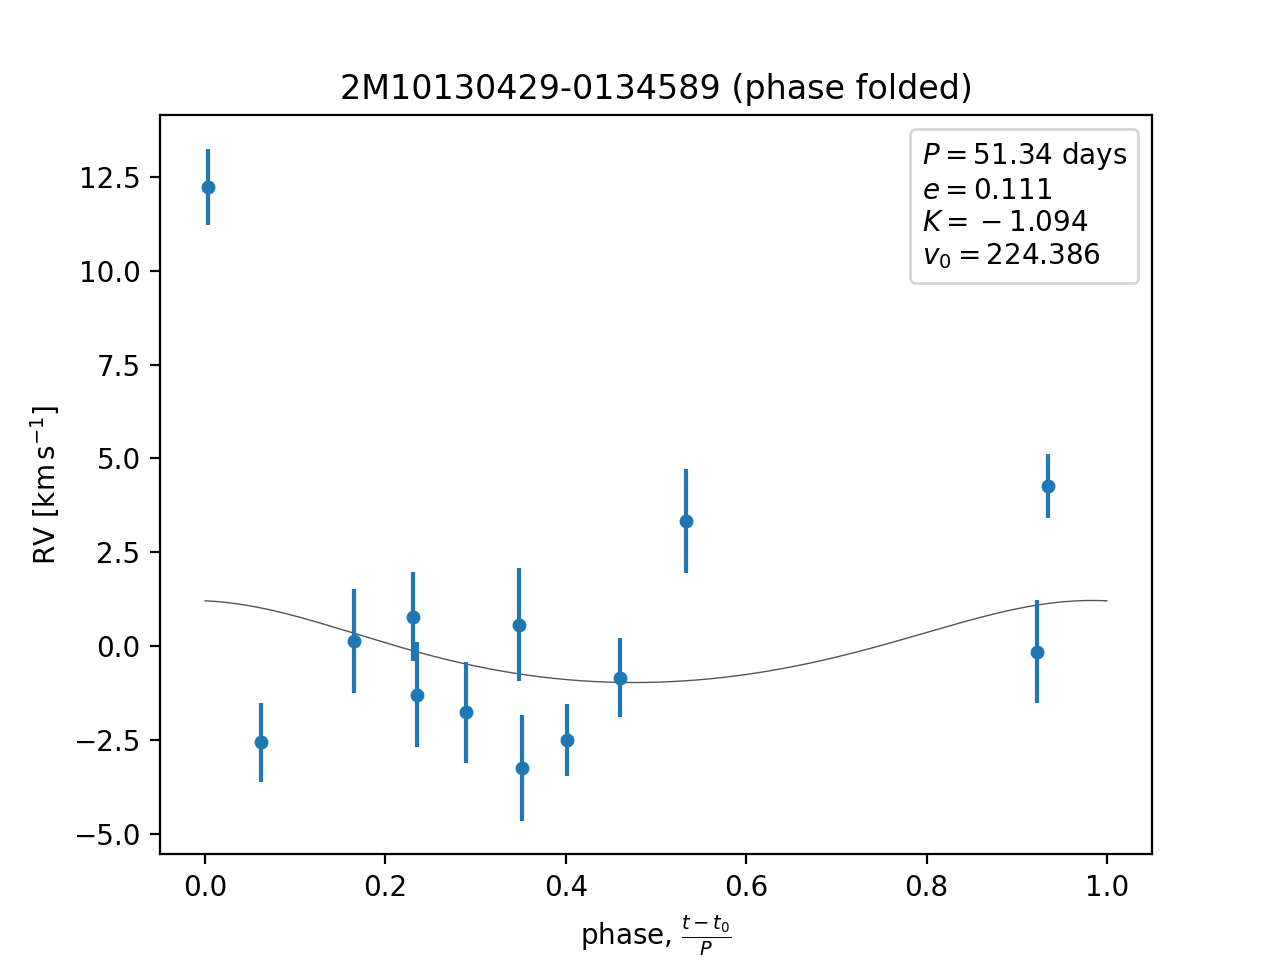 2M10130429-0134589 (phase folded)
P = 51.34 days
e = 0.111
K = −1.094
v₀ = 224.386
12.5
10.0
7.5
5.0
2.5
0.0
−2.5
−5.0
RV [km s⁻¹]
0.0 0.2 0.4 0.6 0.8 1.0
phase, (t − t₀)/P